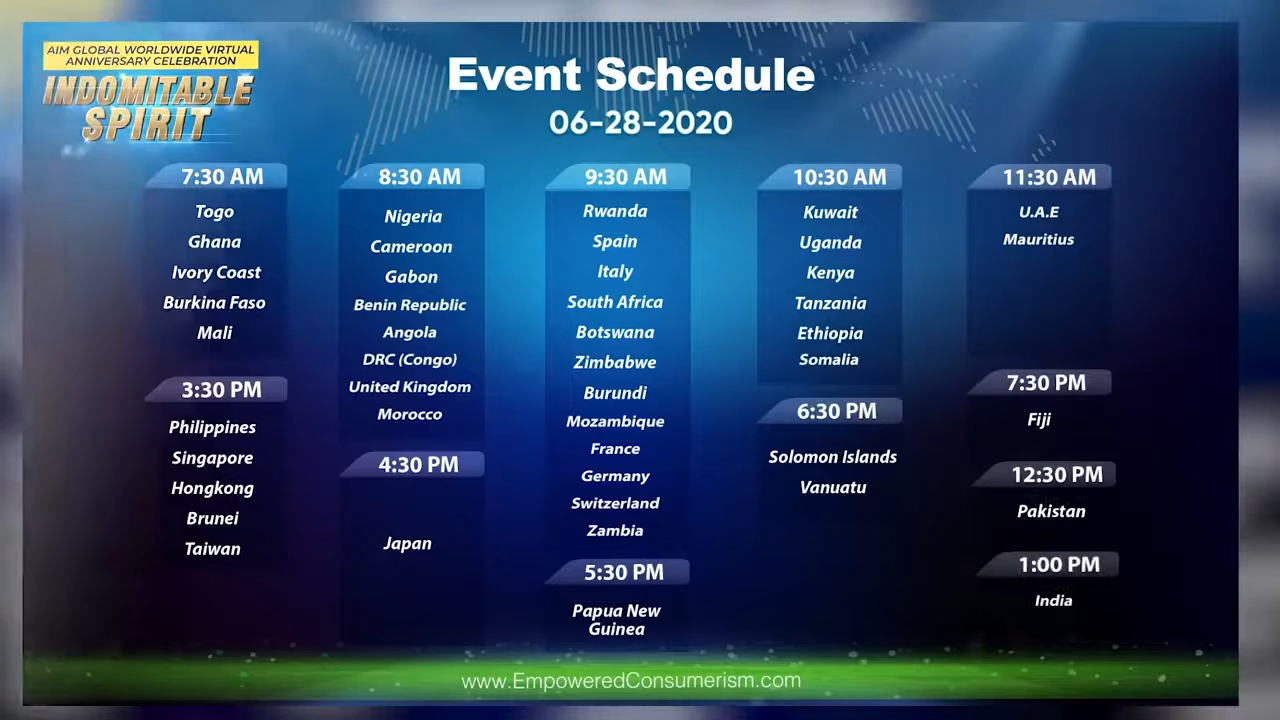 AIM GLOBAL WORLDWIDE VIRTUAL
ANNIVERSARY CELEBRATION
INDOMITABLE
SPIRIT
Event Schedule
06-28-2020
7:30 AM
Togo
Ghana
Ivory Coast
Burkina Faso
Mali
3:30 PM
Philippines
Singapore
Hongkong
Brunei
Taiwan
8:30 AM
Nigeria
Cameroon
Gabon
Benin Republic
Angola
DRC (Congo)
United Kingdom
Morocco
4:30 PM
Japan
9:30 AM
Rwanda
Spain
Italy
South Africa
Botswana
Zimbabwe
Burundi
Mozambique
France
Germany
Switzerland
Zambia
5:30 PM
Papua New
Guinea
10:30 AM
Kuwait
Uganda
Kenya
Tanzania
Ethiopia
Somalia
6:30 PM
Solomon Islands
Vanuatu
11:30 AM
U.A.E
Mauritius
7:30 PM
Fiji
12:30 PM
Pakistan
1:00 PM
India
www.EmpoweredConsumerism.com